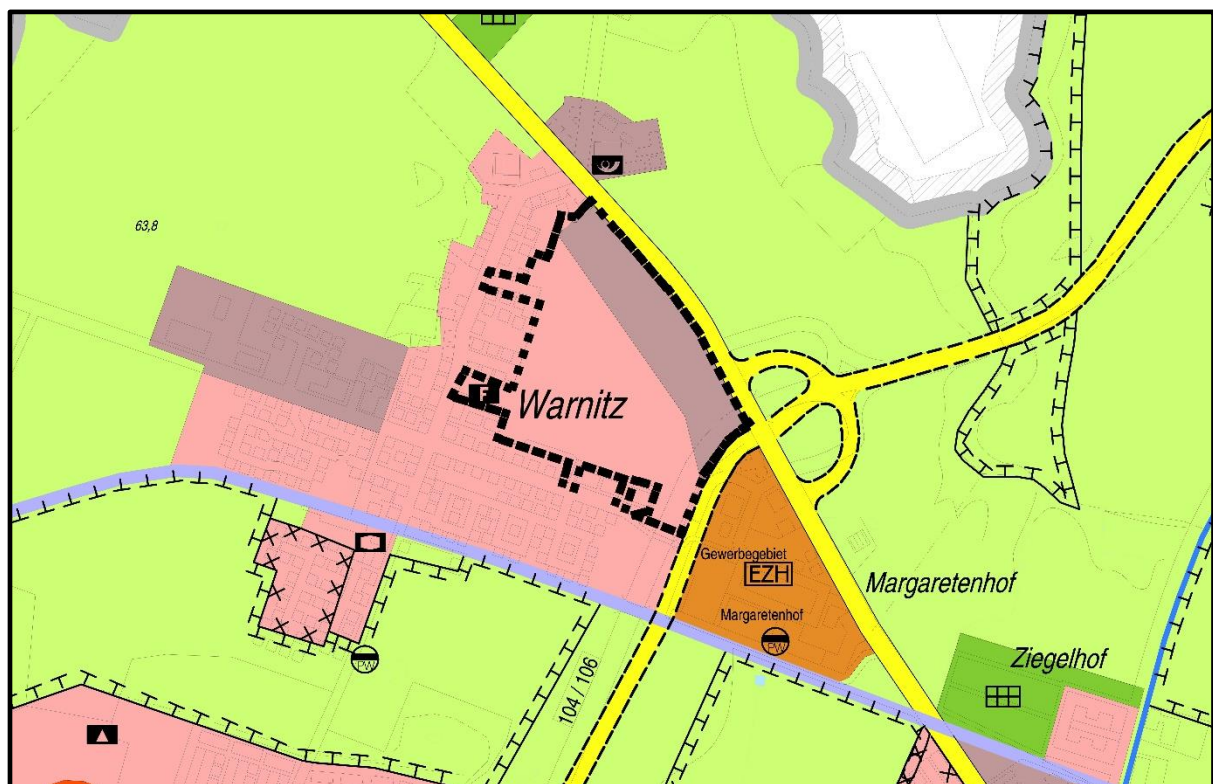 63,8
F
Warnitz
Gewerbegebiet
EZH
Margaretenhof
PW
Margaretenhof
Ziegelhof
PW
104 / 106